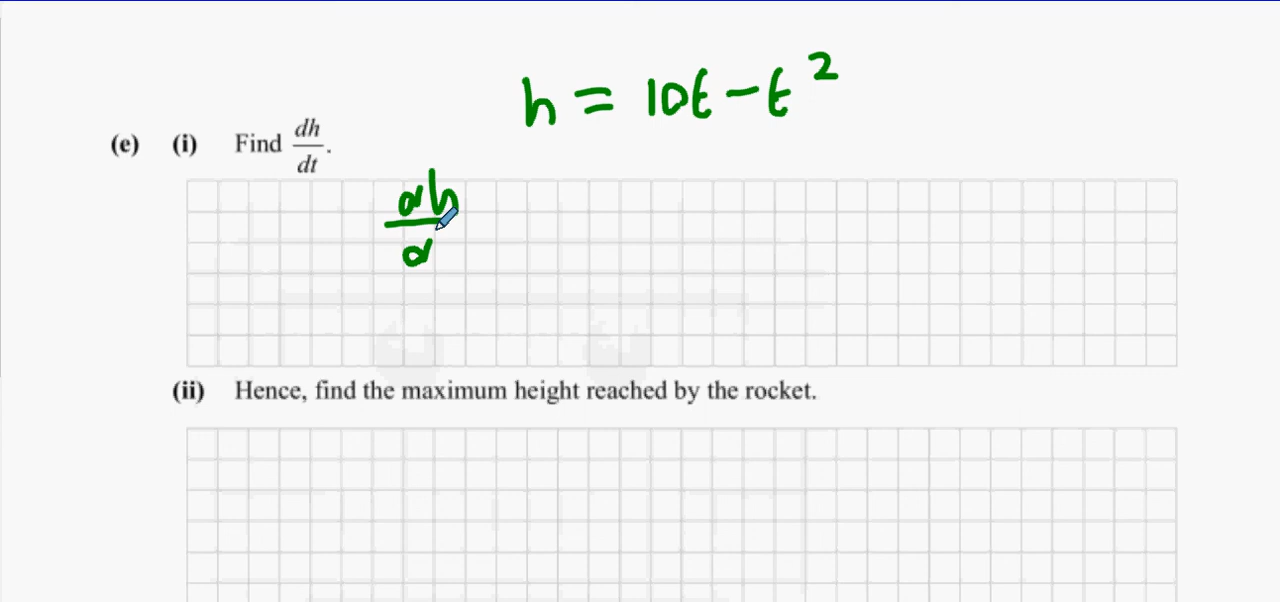 h = 10t - t²
(e) (i) Find dh/dt.
dh/d
(ii) Hence, find the maximum height reached by the rocket.